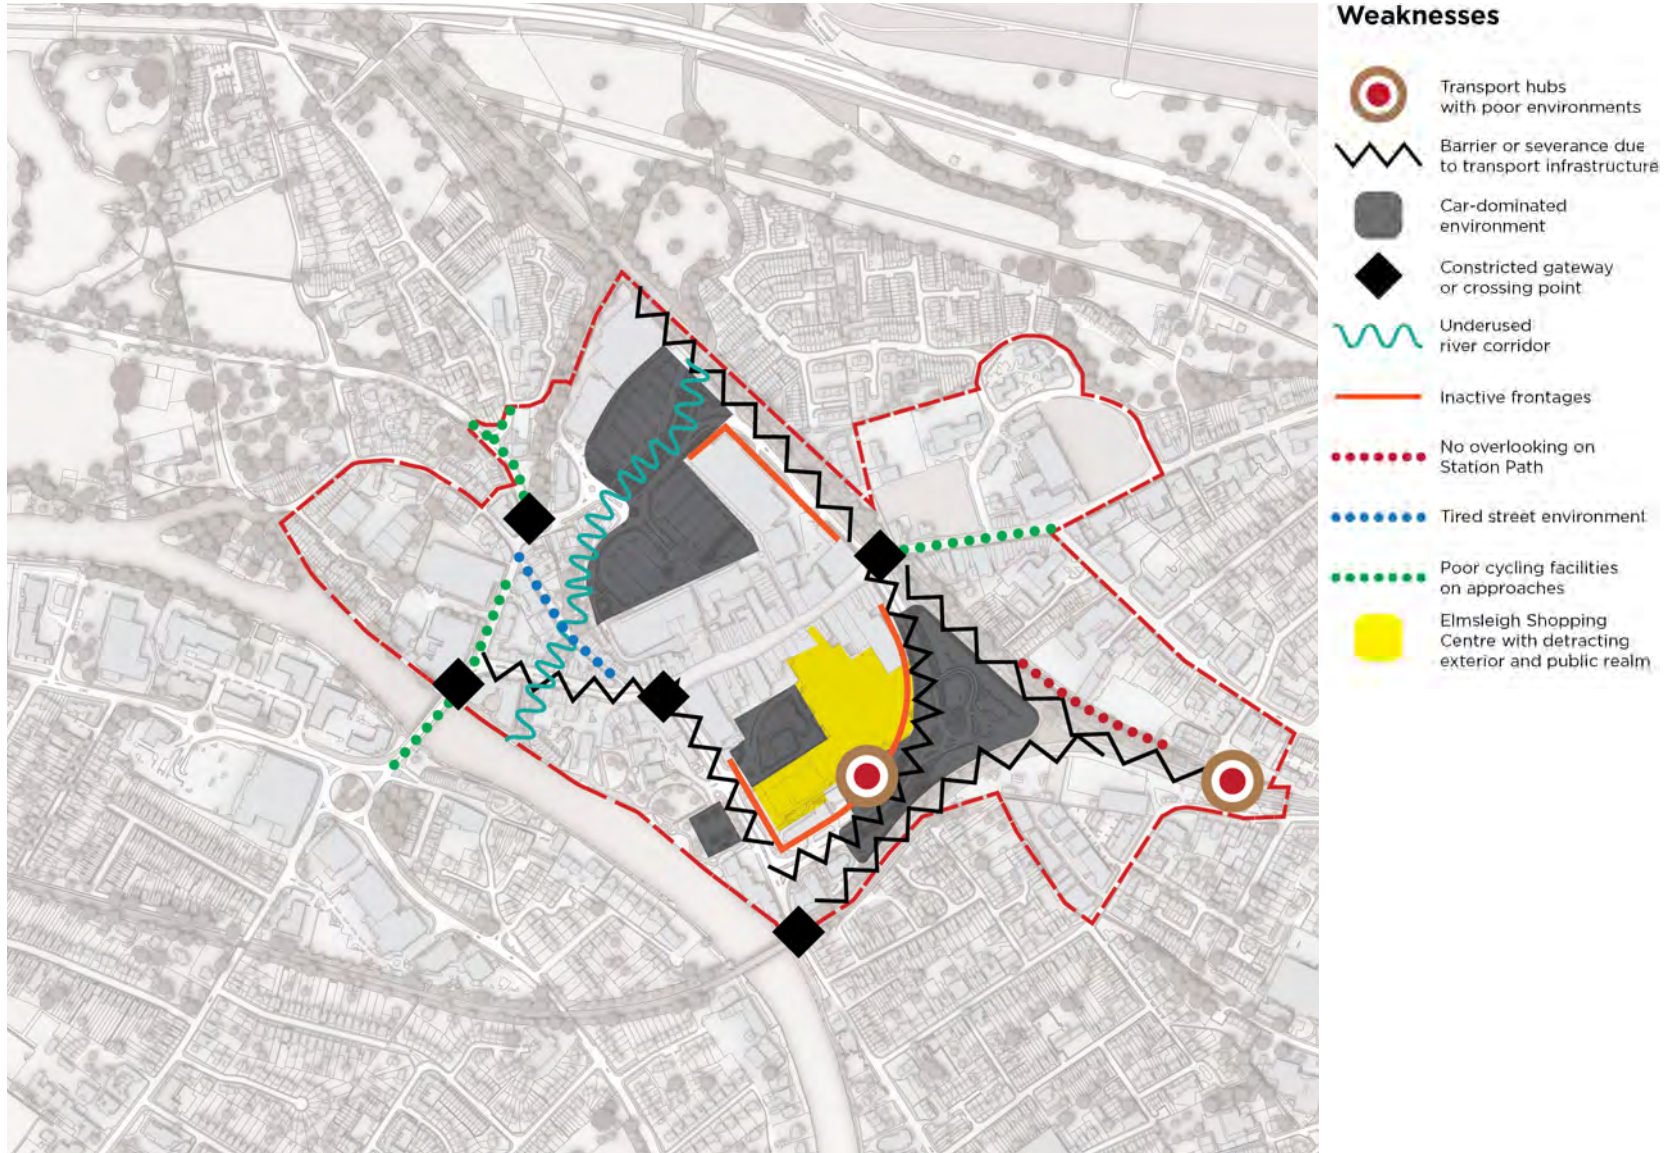 Weaknesses
Transport hubs
with poor environments
Barrier or severance due
to transport infrastructure
Car-dominated
environment
Constricted gateway
or crossing point
Underused
river corridor
Inactive frontages
No overlooking on
Station Path
Tired street environment
Poor cycling facilities
on approaches
Elmsleigh Shopping
Centre with detracting
exterior and public realm